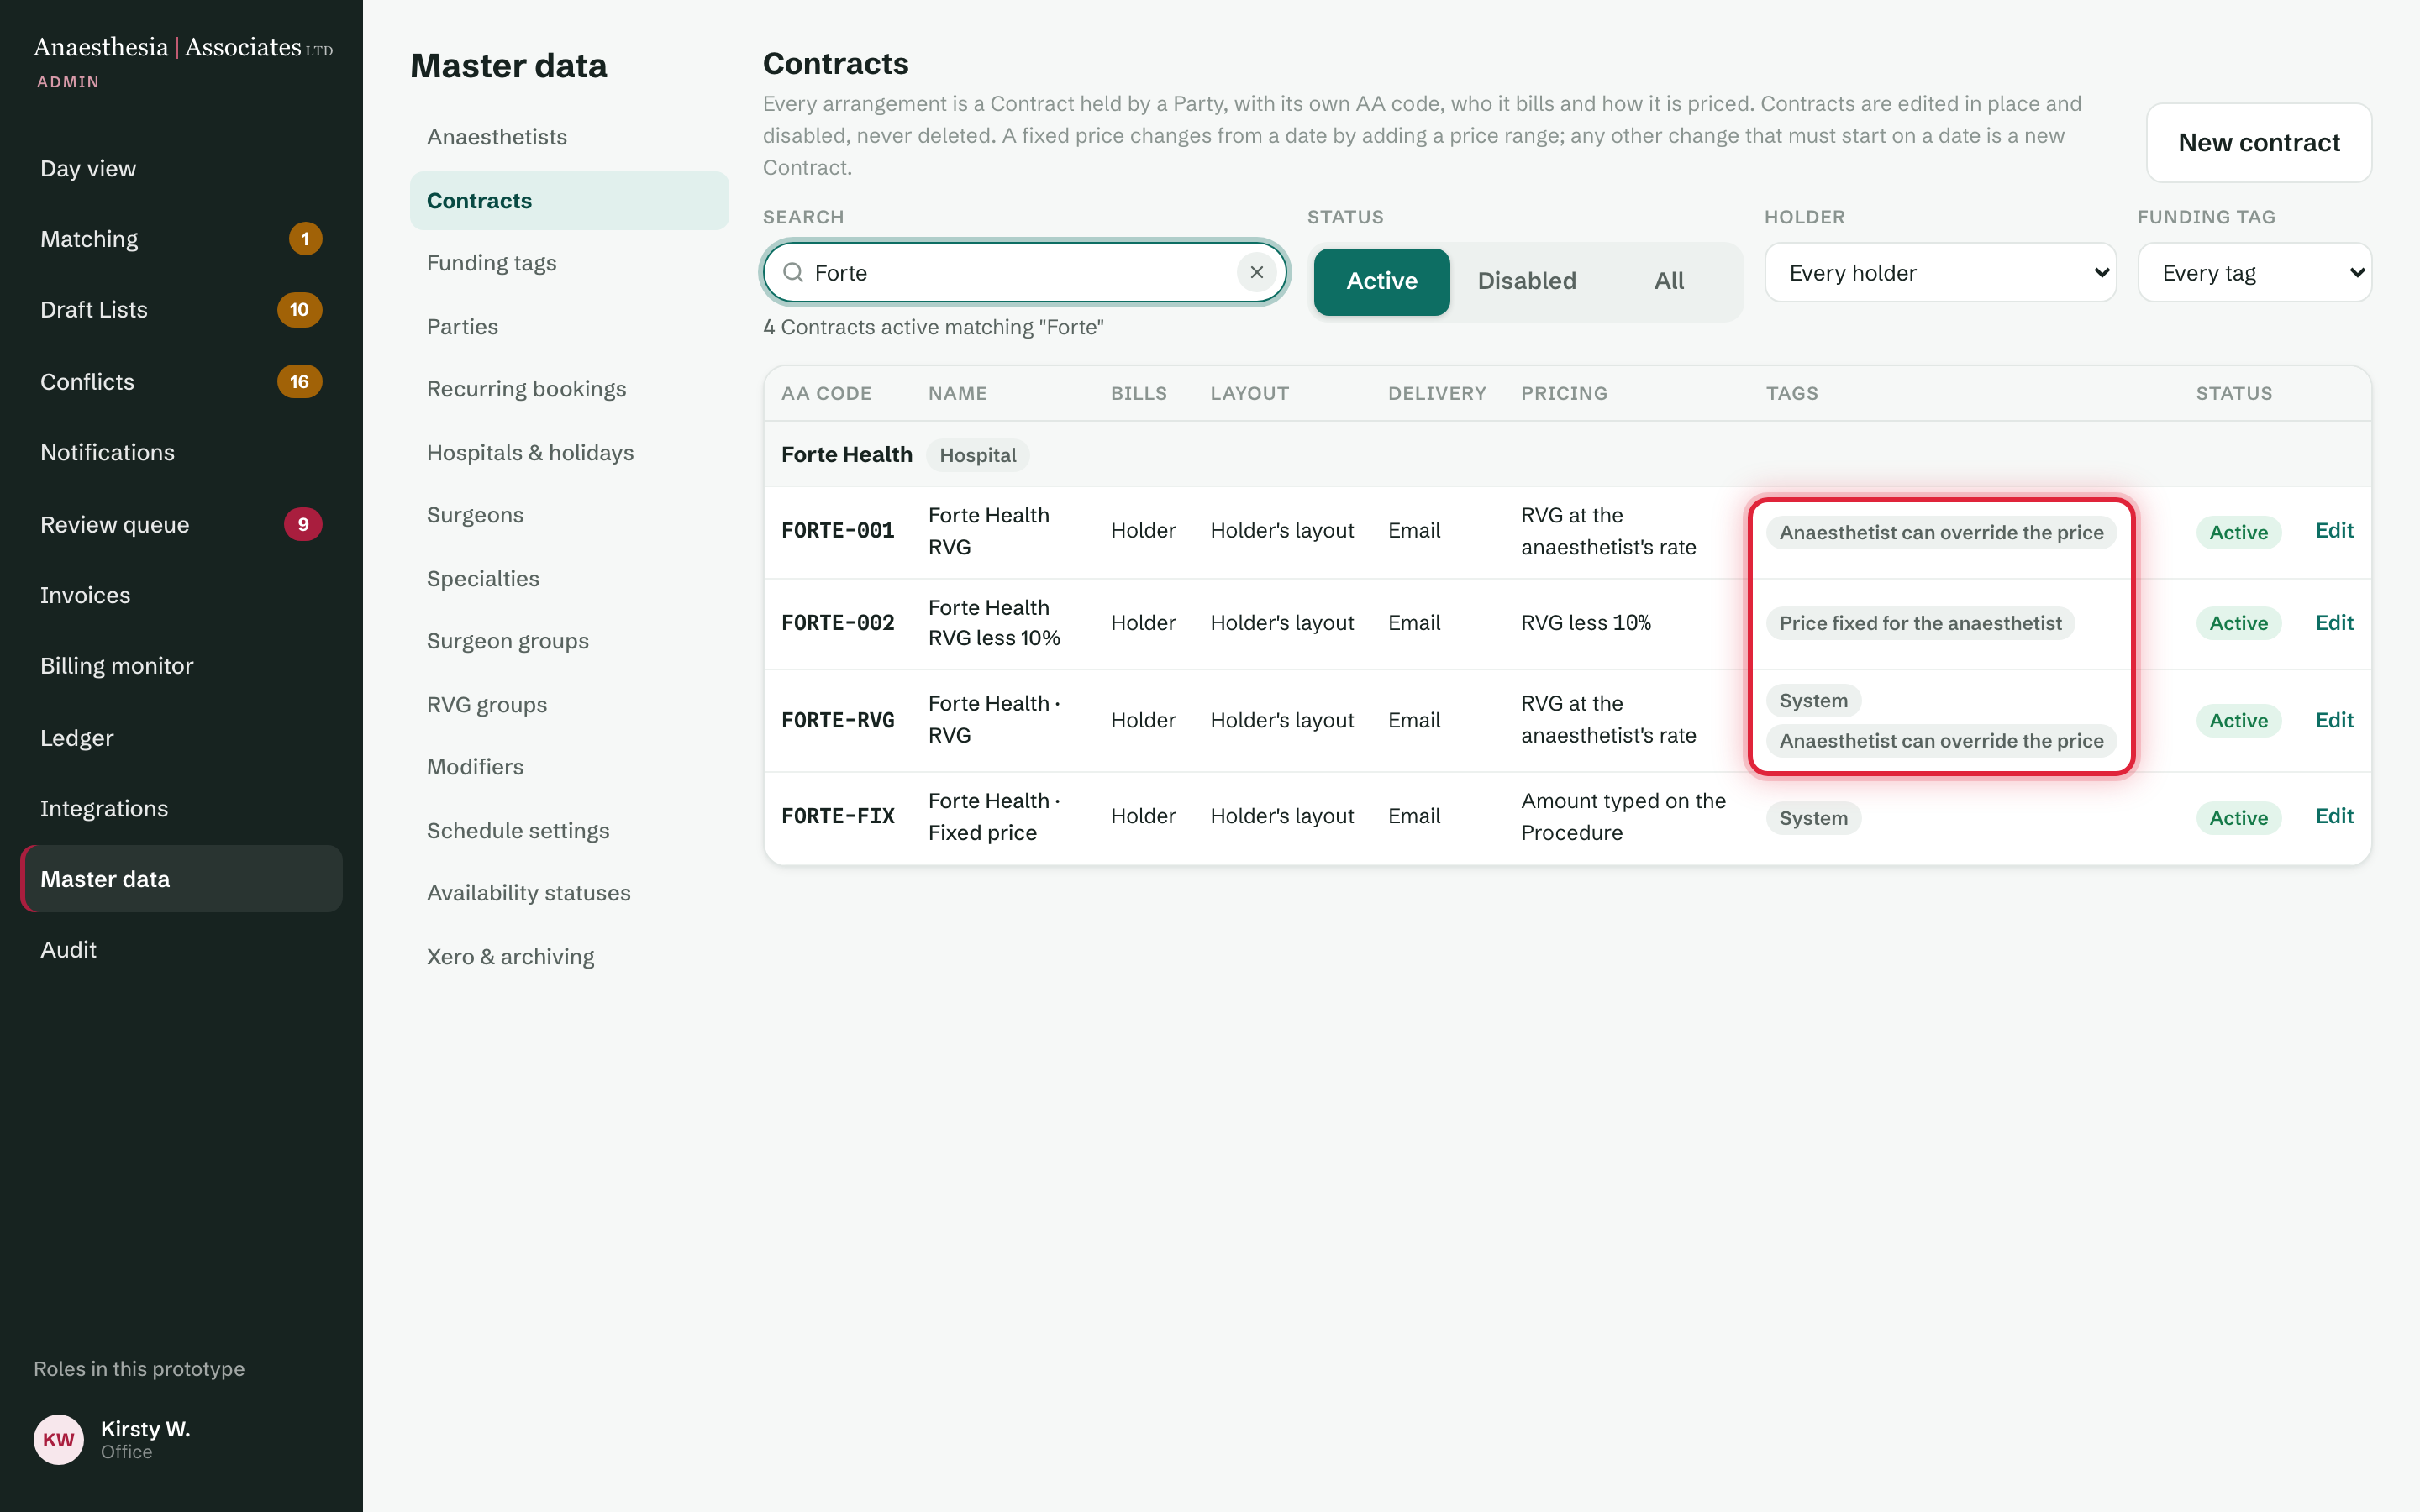 Anaesthesia | Associates LTD
ADMIN
Day view
Matching 1
Draft Lists 10
Conflicts 16
Notifications
Review queue 9
Invoices
Billing monitor
Ledger
Integrations
Master data
Audit
Roles in this prototype
KW
Kirsty W.
Office
Master data
Anaesthetists
Contracts
Funding tags
Parties
Recurring bookings
Hospitals & holidays
Surgeons
Specialties
Surgeon groups
RVG groups
Modifiers
Schedule settings
Availability statuses
Xero & archiving
Contracts
Every arrangement is a Contract held by a Party, with its own AA code, who it bills and how it is priced. Contracts are edited in place and
disabled, never deleted. A fixed price changes from a date by adding a price range; any other change that must start on a date is a new
Contract.
New contract
SEARCH STATUS HOLDER FUNDING TAG
Forte Active Disabled All Every holder Every tag
4 Contracts active matching "Forte"
AA CODE NAME BILLS LAYOUT DELIVERY PRICING TAGS STATUS
Forte Health Hospital
FORTE-001 Forte Health Holder Holder's layout Email RVG at the Anaesthetist can override the price Active Edit
RVG anaesthetist's rate
FORTE-002 Forte Health Holder Holder's layout Email RVG less 10% Price fixed for the anaesthetist Active Edit
RVG less 10%
FORTE-RVG Forte Health · Holder Holder's layout Email RVG at the System Active Edit
RVG anaesthetist's rate Anaesthetist can override the price
FORTE-FIX Forte Health · Holder Holder's layout Email Amount typed on the System Active Edit
Fixed price Procedure